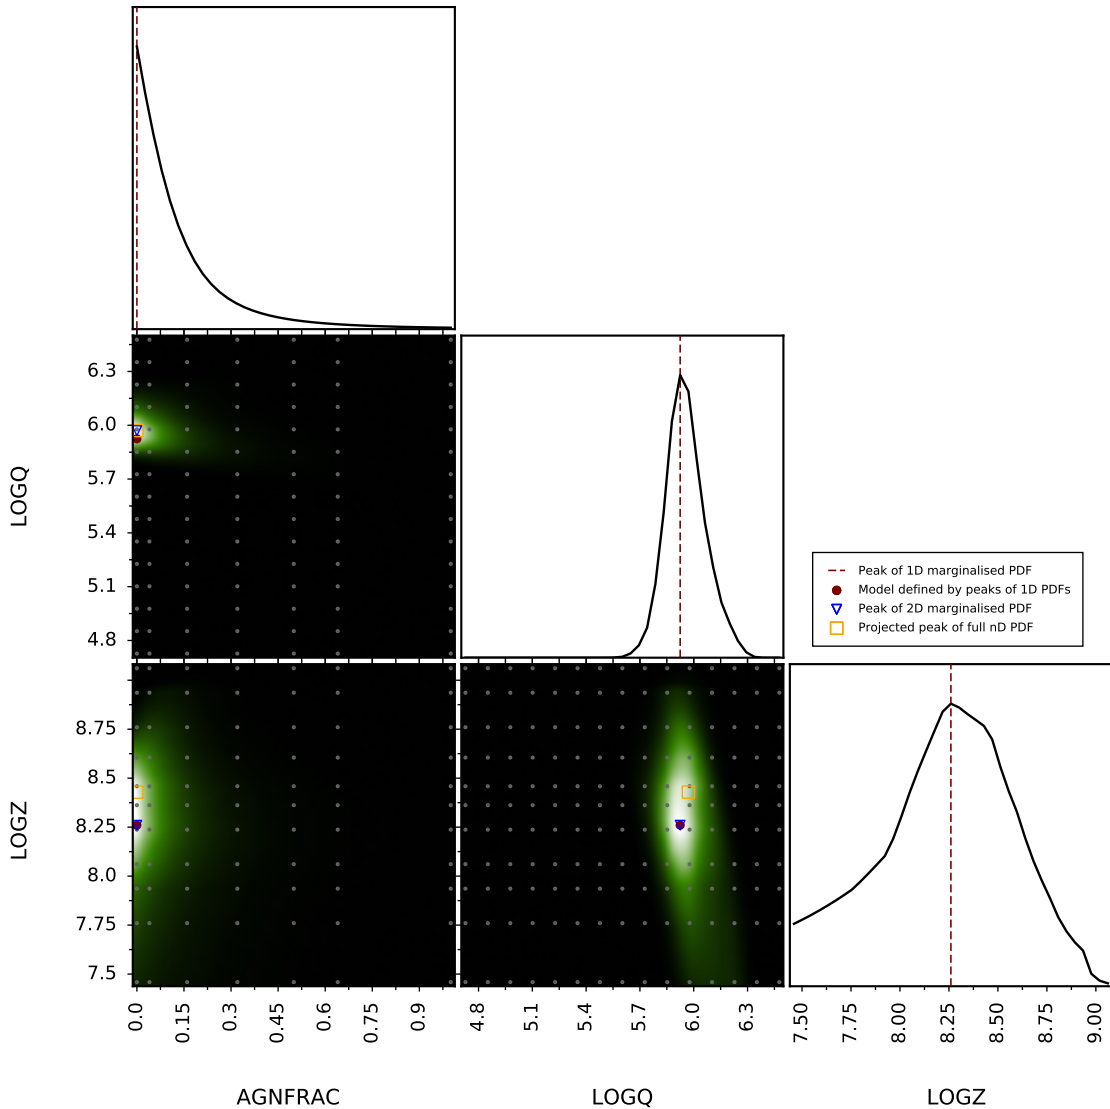 6.3
6.0
5.7
5.4
5.1
4.8
LOGQ
Peak of 1D marginalised PDF
Model defined by peaks of 1D PDFs
Peak of 2D marginalised PDF
Projected peak of full nD PDF
8.75
8.5
8.25
8.0
7.75
7.5
LOGZ
0.0 0.15 0.3 0.45 0.6 0.75 0.9
4.8 5.1 5.4 5.7 6.0 6.3
7.50 7.75 8.00 8.25 8.50 8.75 9.00
AGNFRAC
LOGQ
LOGZ